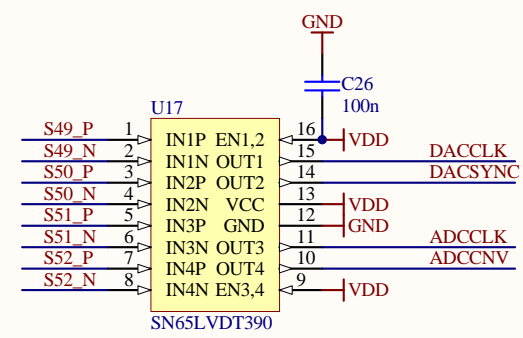 GND
C26
100n
U17
S49_P 1 IN1P EN1,2 16 VDD
S49_N 2 IN1N OUT1 15 DACCLK
S50_P 3 IN2P OUT2 14 DACSYNC
S50_N 4 IN2N VCC 13 VDD
S51_P 5 IN3P GND 12 GND
S51_N 6 IN3N OUT3 11 ADCCLK
S52_P 7 IN4P OUT4 10 ADCCNV
S52_N 8 IN4N EN3,4 9 VDD
SN65LVDT390